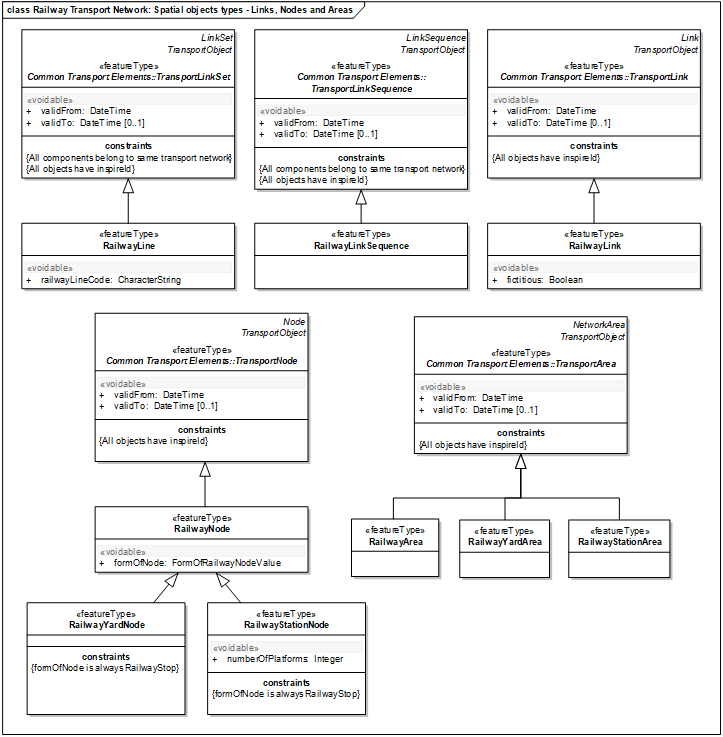 class Railway Transport Network: Spatial objects types - Links, Nodes and Areas
LinkSet
TransportObject
«featureType»
Common Transport Elements::TransportLinkSet
«voidable»
+ validFrom: DateTime
+ validTo: DateTime [0..1]
constraints
{All components belong to same transport network}
{All objects have inspireId}
LinkSequence
TransportObject
«featureType»
Common Transport Elements::
TransportLinkSequence
«voidable»
+ validFrom: DateTime
+ validTo: DateTime [0..1]
constraints
{All components belong to same transport network}
{All objects have inspireId}
Link
TransportObject
«featureType»
Common Transport Elements::TransportLink
«voidable»
+ validFrom: DateTime
+ validTo: DateTime [0..1]
constraints
{All objects have inspireId}
«featureType»
RailwayLine
«voidable»
+ railwayLineCode: CharacterString
«featureType»
RailwayLinkSequence
«featureType»
RailwayLink
«voidable»
+ fictitious: Boolean
Node
TransportObject
«featureType»
Common Transport Elements::TransportNode
«voidable»
+ validFrom: DateTime
+ validTo: DateTime [0..1]
constraints
{All objects have inspireId}
NetworkArea
TransportObject
«featureType»
Common Transport Elements::TransportArea
«voidable»
+ validFrom: DateTime
+ validTo: DateTime [0..1]
constraints
{All objects have inspireId}
«featureType»
RailwayNode
«voidable»
+ formOfNode: FormOfRailwayNodeValue
«featureType»
RailwayArea
«featureType»
RailwayYardArea
«featureType»
RailwayStationArea
«featureType»
RailwayYardNode
constraints
{formOfNode is always RailwayStop}
«featureType»
RailwayStationNode
«voidable»
+ numberOfPlatforms: Integer
constraints
{formOfNode is always RailwayStop}